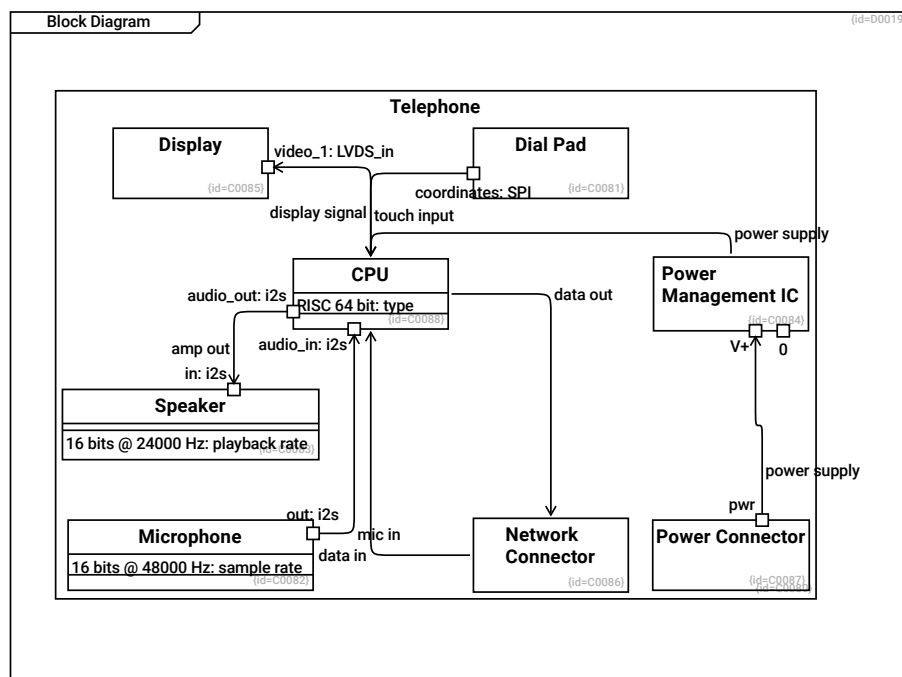 Block Diagram
{id=D0019
Telephone
Display
{id=C0085}
video_1: LVDS_in
Dial Pad
{id=C0081}
coordinates: SPI
display signal
touch input
power supply
CPU
RISC 64 bit: type
{id=C0088}
audio_out: i2s
audio_in: i2s
data out
Power
Management IC
{id=C0084}
V+
0
amp out
in: i2s
Speaker
16 bits @ 24000 Hz: playback rate
{id=C0083}
power supply
pwr
out: i2s
mic in
data in
Microphone
16 bits @ 48000 Hz: sample rate
{id=C0082}
Network
Connector
{id=C0086}
Power Connector
{id=C0087}